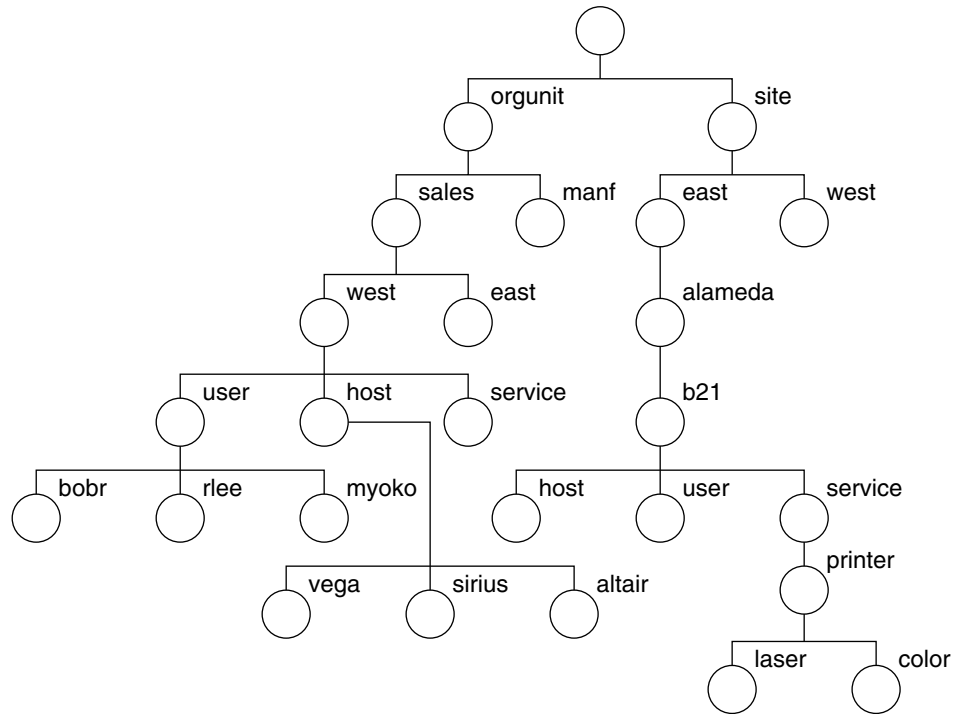 orgunit site
sales manf east west
west east alameda
user host service b21
bobr rlee myoko host user service
printer
vega sirius altair
laser color